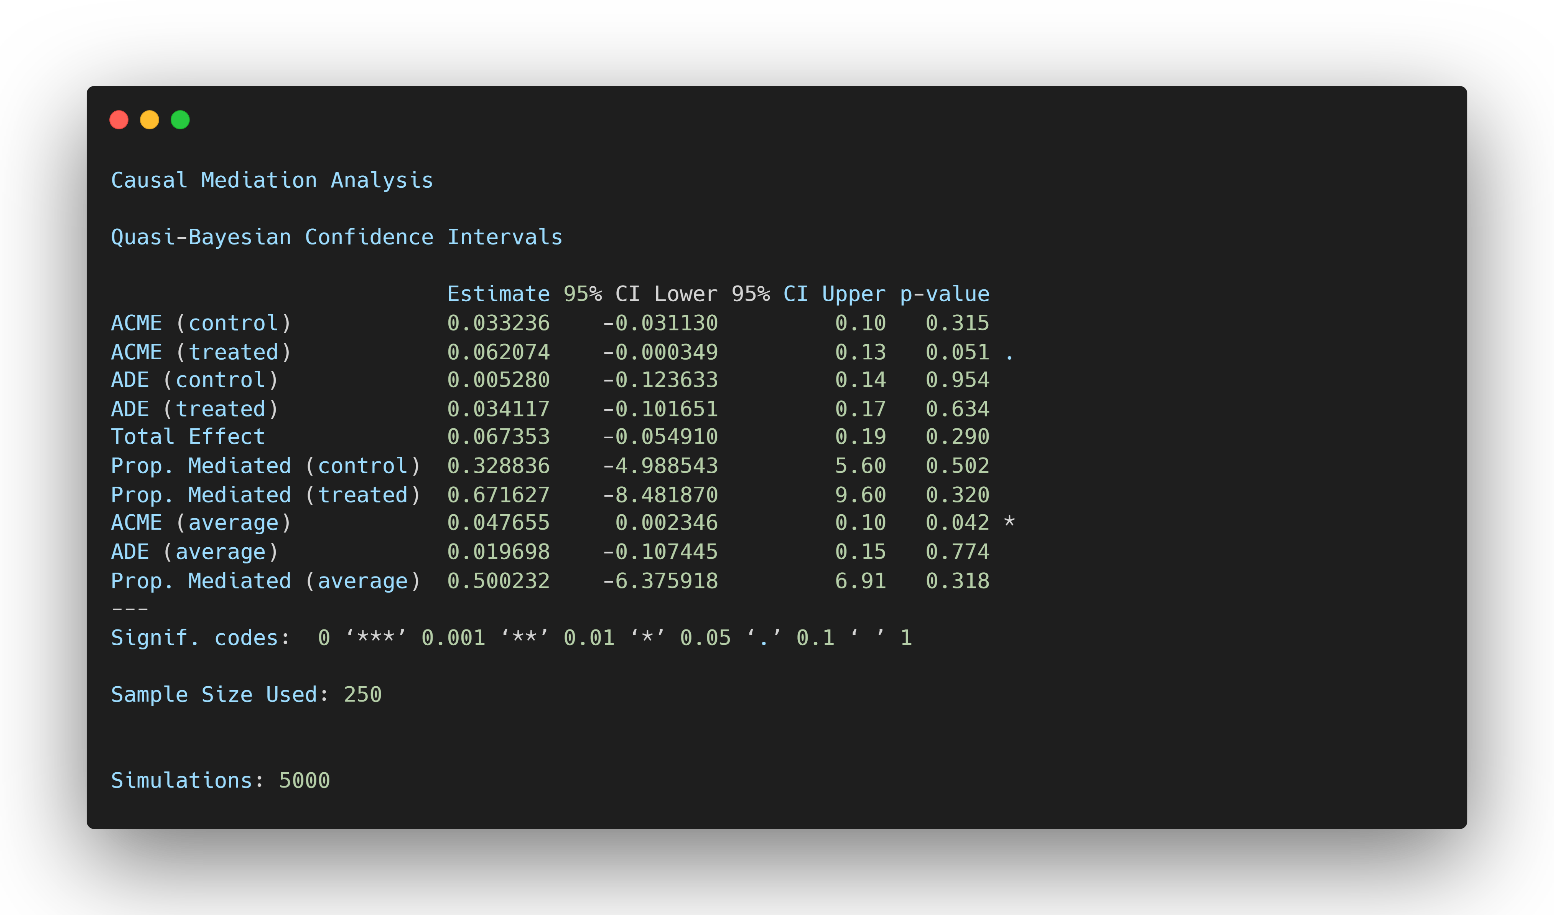 Causal Mediation Analysis
Quasi-Bayesian Confidence Intervals
Estimate 95% CI Lower 95% CI Upper p-value
ACME (control) 0.033236 -0.031130 0.10 0.315
ACME (treated) 0.062074 -0.000349 0.13 0.051 .
ADE (control) 0.005280 -0.123633 0.14 0.954
ADE (treated) 0.034117 -0.101651 0.17 0.634
Total Effect 0.067353 -0.054910 0.19 0.290
Prop. Mediated (control) 0.328836 -4.988543 5.60 0.502
Prop. Mediated (treated) 0.671627 -8.481870 9.60 0.320
ACME (average) 0.047655 0.002346 0.10 0.042 *
ADE (average) 0.019698 -0.107445 0.15 0.774
Prop. Mediated (average) 0.500232 -6.375918 6.91 0.318
---
Signif. codes: 0 ‘***’ 0.001 ‘**’ 0.01 ‘*’ 0.05 ‘.’ 0.1 ‘ ’ 1
Sample Size Used: 250
Simulations: 5000